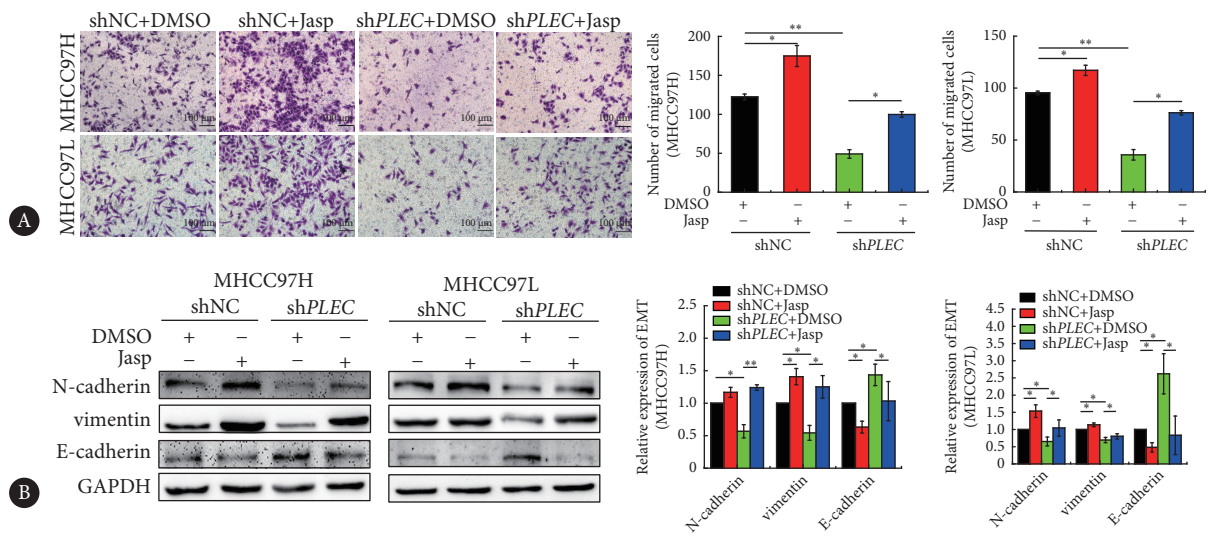 shNC+DMSO shNC+Jasp shPLEC+DMSO shPLEC+Jasp
MHCC97H
100 μm 100 μm 100 μm 100 μm
MHCC97L
100 μm 100 μm 100 μm 100 μm
A
Number of migrated cells
(MHCC97H)
200
150
100
50
0
* ** *
DMSO + − + −
Jasp − + − +
shNC shPLEC
Number of migrated cells
(MHCC97L)
150
100
50
0
* ** *
DMSO + − + −
Jasp − + − +
shNC shPLEC
B
MHCC97H MHCC97L
shNC shPLEC shNC shPLEC
DMSO + − + − + − + −
Jasp − + − + − + − +
N-cadherin
vimentin
E-cadherin
GAPDH
shNC+DMSO
shNC+Jasp
shPLEC+DMSO
shPLEC+Jasp
Relative expression of EMT
(MHCC97H)
2.5
2.0
1.5
1.0
0.5
0
* ** * * * * * *
N-cadherin vimentin E-cadherin
shNC+DMSO
shNC+Jasp
shPLEC+DMSO
shPLEC+Jasp
Relative expression of EMT
(MHCC97L)
4.5
4.0
3.5
3.0
2.5
2.0
1.5
1.0
0.5
0
* * * * * * * * *
N-cadherin vimentin E-cadherin